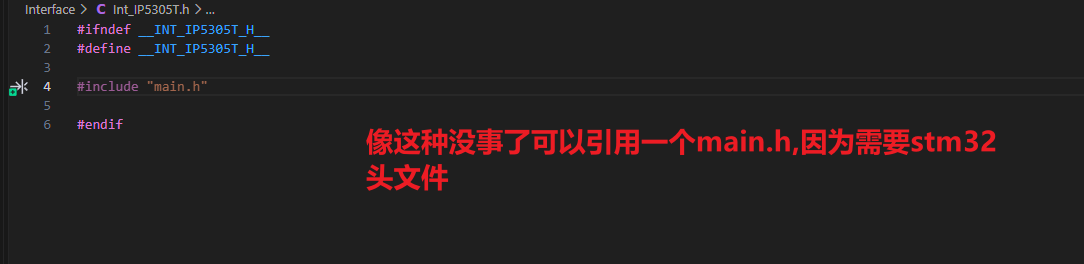 Interface > C Int_IP5305T.h > ...
1 #ifndef __INT_IP5305T_H__
2 #define __INT_IP5305T_H__
3
4 #include "main.h"
5
6 #endif
像这种没事了可以引用一个main.h,因为需要stm32
头文件